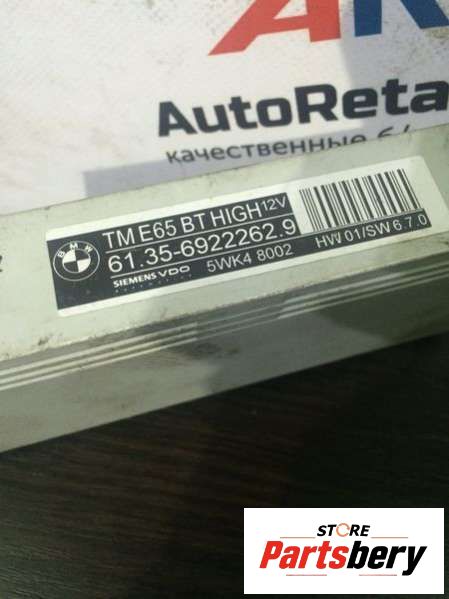 AutoReta
качественные б/
BMW
TM E65 BT HIGH 12V
61.35-6922262.9
SIEMENS VDO 5WK4 8002 HW 01/SW 6.7.0
STORE
Partsbery